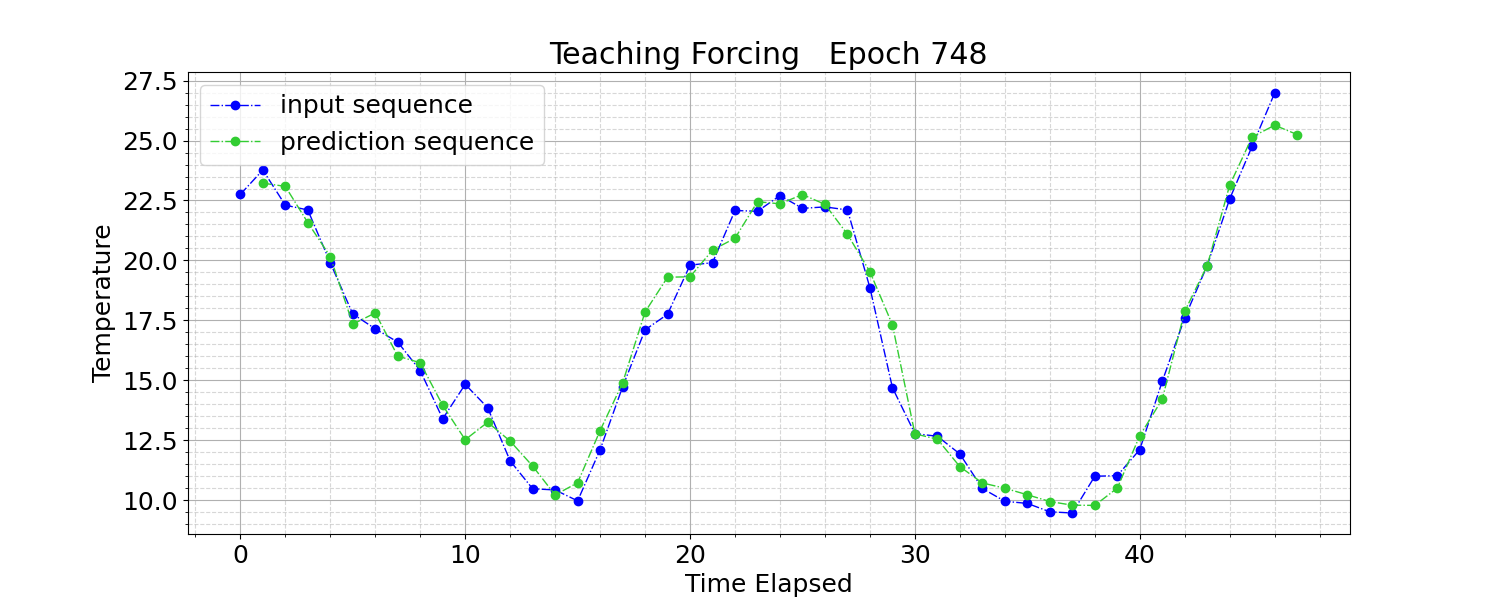 Teaching Forcing   Epoch 748
27.5
25.0
22.5
20.0
17.5
15.0
12.5
10.0
Temperature
input sequence
prediction sequence
0 10 20 30 40
Time Elapsed